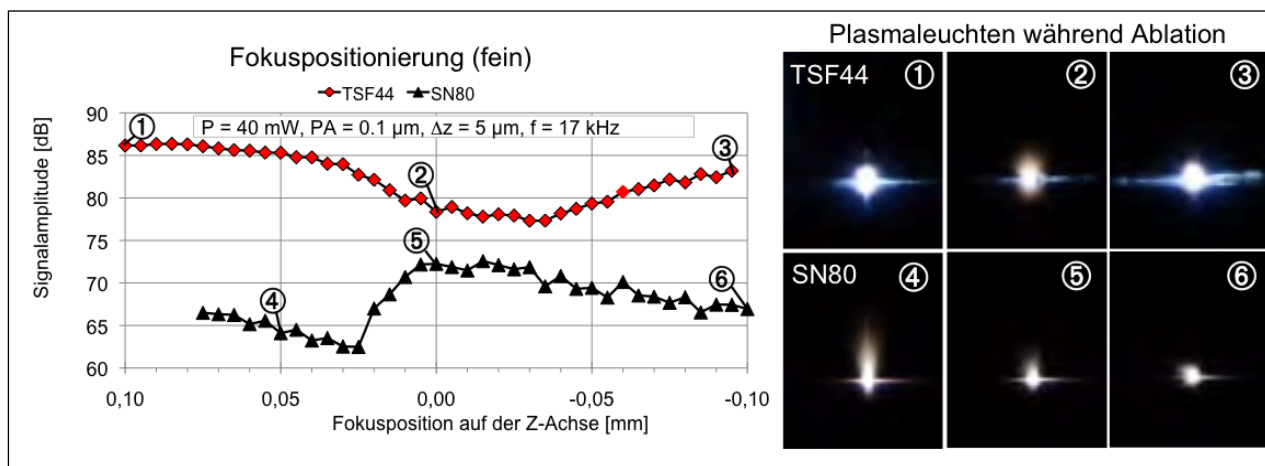 Fokuspositionierung (fein)
TSF44 SN80
P = 40 mW, PA = 0.1 µm, Δz = 5 µm, f = 17 kHz
Signalamplitude [dB]
90
85
80
75
70
65
60
① ② ③
④ ⑤ ⑥
0,10 0,05 0,00 -0,05 -0,10
Fokusposition auf der Z-Achse [mm]
Plasmaleuchten während Ablation
TSF44 ① ② ③
SN80 ④ ⑤ ⑥